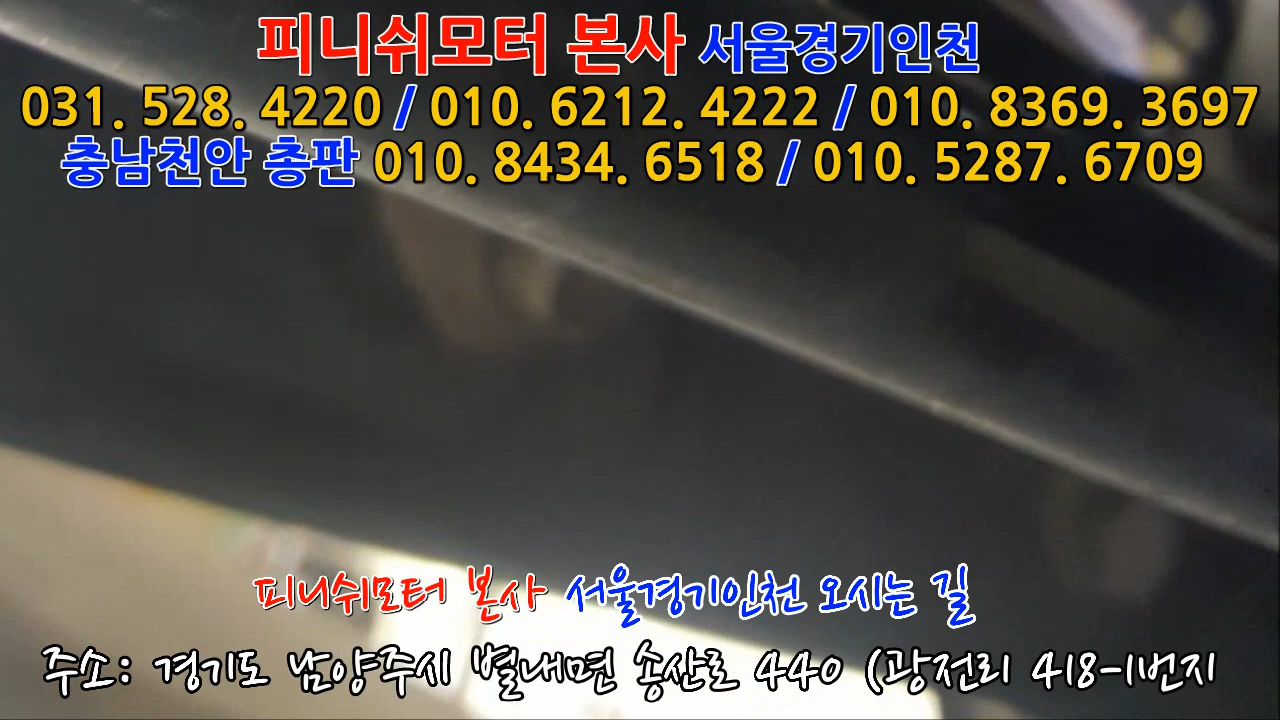 피니쉬모터 본사 서울경기인천
031. 528. 4220 / 010. 6212. 4222 / 010. 8369. 3697
충남천안 총판 010. 8434. 6518 / 010. 5287. 6709
피니쉬모터 본사 서울경기인천 오시는 길
주소: 경기도 남양주시 별내면 송산로 440 (광전리 418-1번지